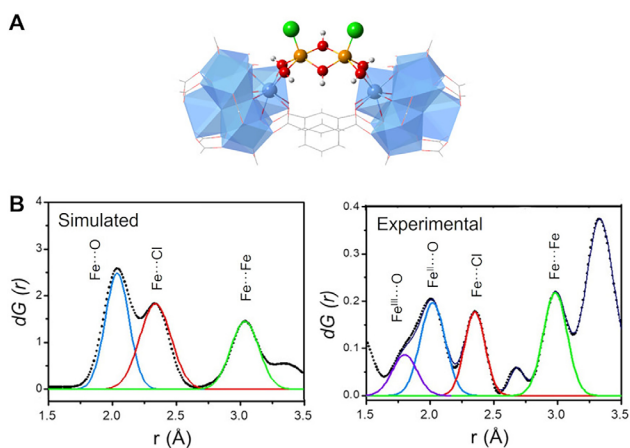 A
B
Simulated
Fe···O
Fe···Cl
Fe···Fe
dG (r)
4
3
2
1
0
1.5 2.0 2.5 3.0 3.5
r (Å)
Experimental
Fe^III···O
Fe^II···O
Fe···Cl
Fe···Fe
dG (r)
0.4
0.3
0.2
0.1
0.0
1.5 2.0 2.5 3.0 3.5
r (Å)